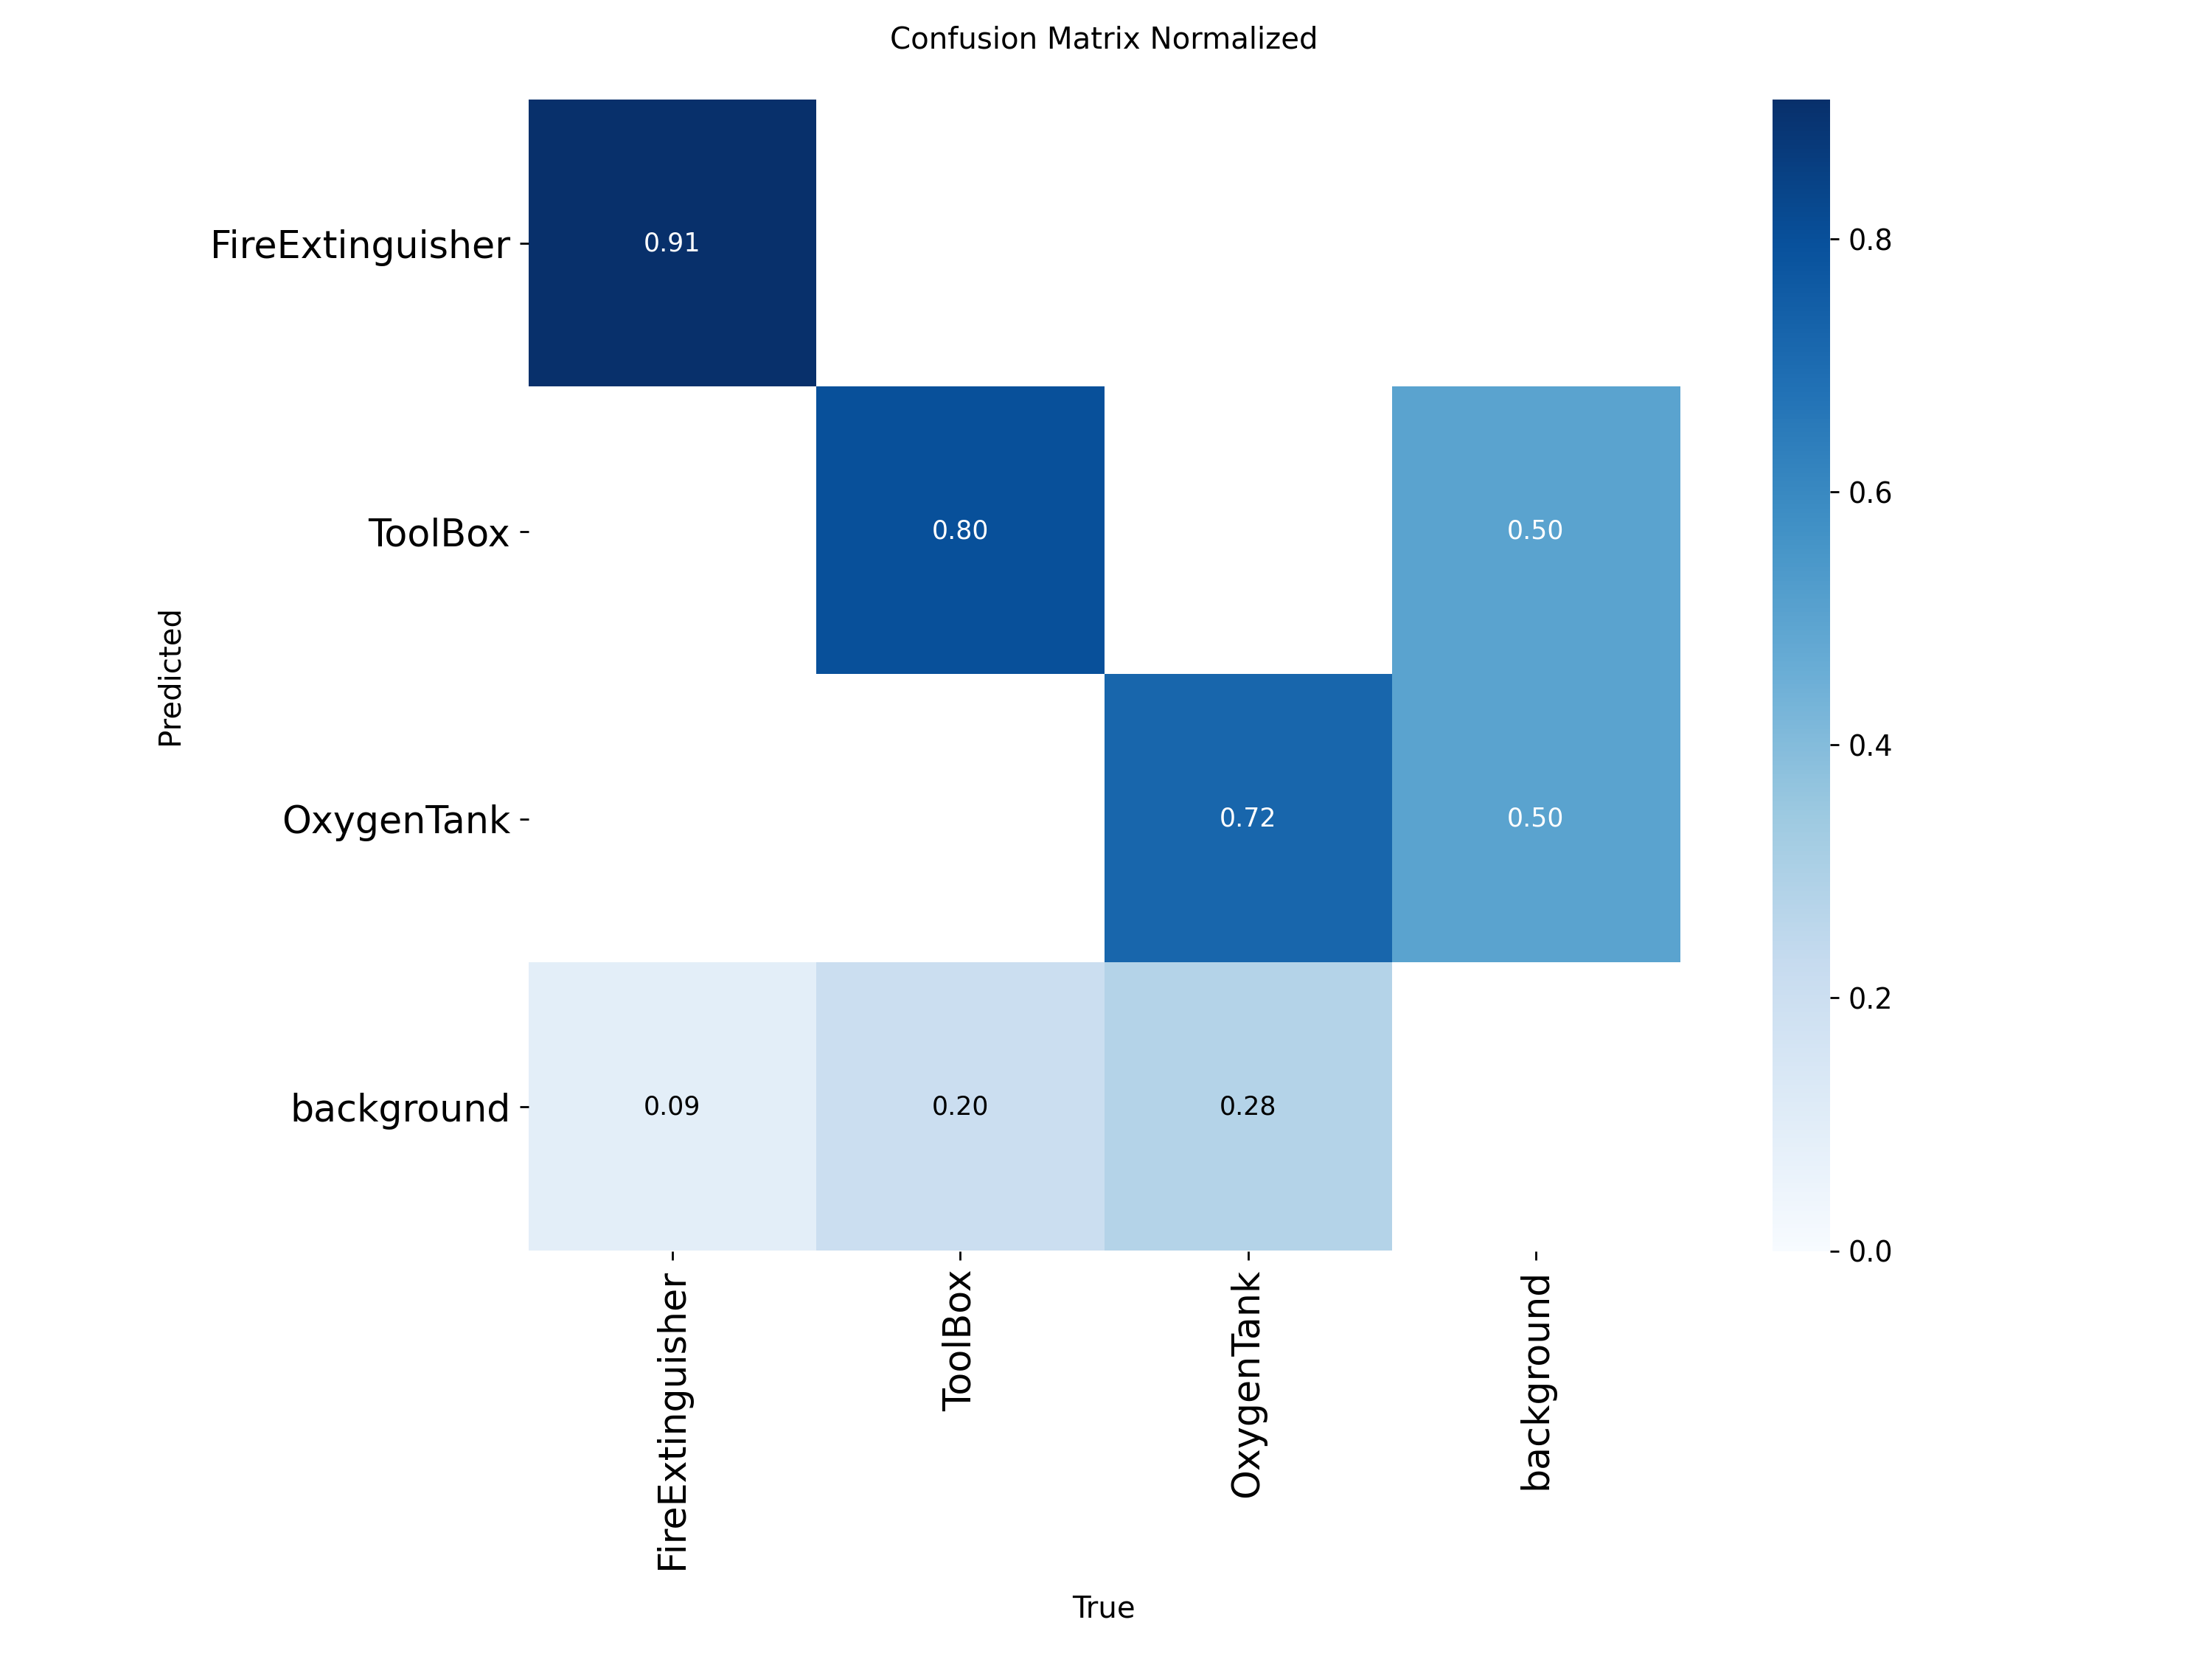 Confusion Matrix Normalized
FireExtinguisher
0.91
0.8
ToolBox
0.80
0.50
0.6
Predicted
OxygenTank
0.72
0.50
0.4
background
0.09
0.20
0.28
0.2
0.0
FireExtinguisher
ToolBox
OxygenTank
background
True